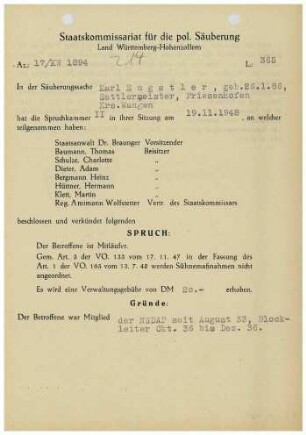 Staatskommissariat für die pol. Säuberung
Land Württemberg-Hohenzollern
Az. 17/KW 1894 214 L. 385
In der Säuberungssache Karl Engstler, geb.26.1.88,
Sattlermeister, Friesenhofen
Krs.Wangen
hat die Spruchkammer II in ihrer Sitzung am 19.11.1948 , an welcher
teilgenommen haben:
Staatsanwalt Dr. Braunger Vorsitzender
Baumann, Thomas Beisitzer
Schulze, Charlotte „
Dieter, Adam „
Bergmann Heinz „
Hünner, Hermann „
Klett, Martin „
Reg. Amtmann Wolfsutter Vertr. des Staatskommissars
beschlossen und verkündet folgenden
SPRUCH:
Der Betroffene ist Mitläufer.
Gem. Art. 2 der VO. 133 vom 17. 11. 47 in der Fassung des
Art. 1 der VO. 165 vom 13. 7. 48 werden Sühnemaßnahmen nicht
angeordnet.
Es wird eine Verwaltungsgebühr von DM 20.- erhoben.
Gründe:
Der Betroffene war Mitglied der NSDAP seit August 33, Block-
leiter Okt. 36 bis Dez. 36.